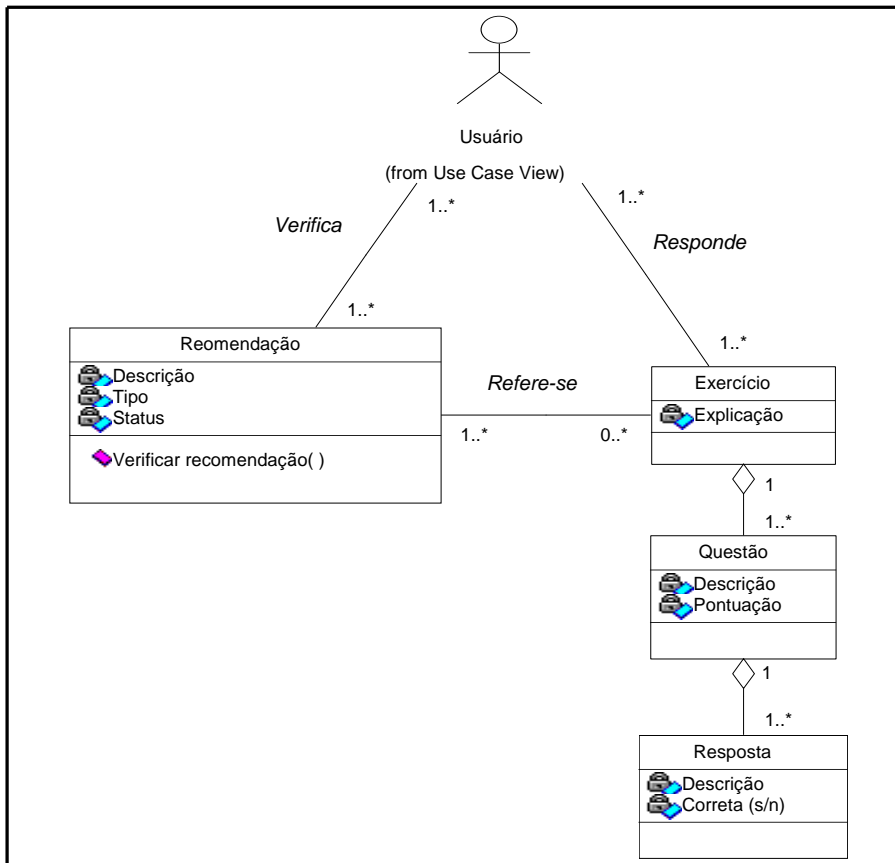 Usuário
(from Use Case View)
1..*
1..*
Verifica
Responde
1..*
1..*
Reomendação
Descrição
Tipo
Status
Verificar recomendação( )
Refere-se
1..*
0..*
Exercício
Explicação
1
1..*
Questão
Descrição
Pontuação
1
1..*
Resposta
Descrição
Correta (s/n)